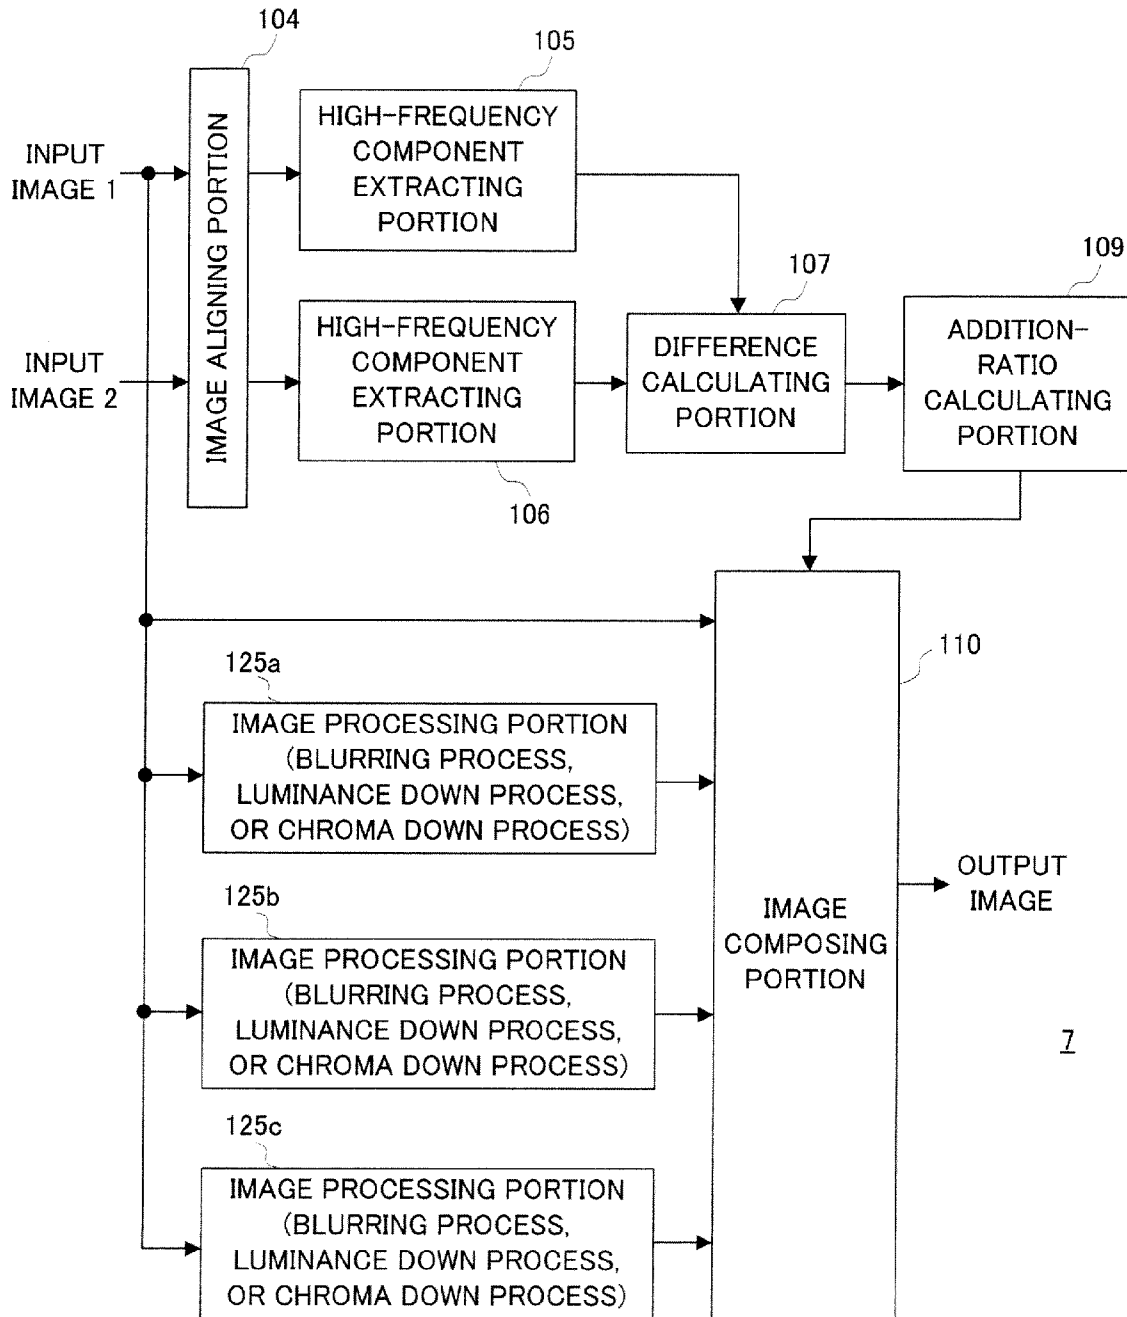 104
105
INPUT
IMAGE 1
IMAGE ALIGNING PORTION
HIGH-FREQUENCY
COMPONENT
EXTRACTING
PORTION
107
109
INPUT
IMAGE 2
HIGH-FREQUENCY
COMPONENT
EXTRACTING
PORTION
DIFFERENCE
CALCULATING
PORTION
ADDITION-
RATIO
CALCULATING
PORTION
106
110
125a
IMAGE PROCESSING PORTION
(BLURRING PROCESS,
LUMINANCE DOWN PROCESS,
OR CHROMA DOWN PROCESS)
125b
IMAGE PROCESSING PORTION
(BLURRING PROCESS,
LUMINANCE DOWN PROCESS,
OR CHROMA DOWN PROCESS)
IMAGE
COMPOSING
PORTION
OUTPUT
IMAGE
7
125c
IMAGE PROCESSING PORTION
(BLURRING PROCESS,
LUMINANCE DOWN PROCESS,
OR CHROMA DOWN PROCESS)